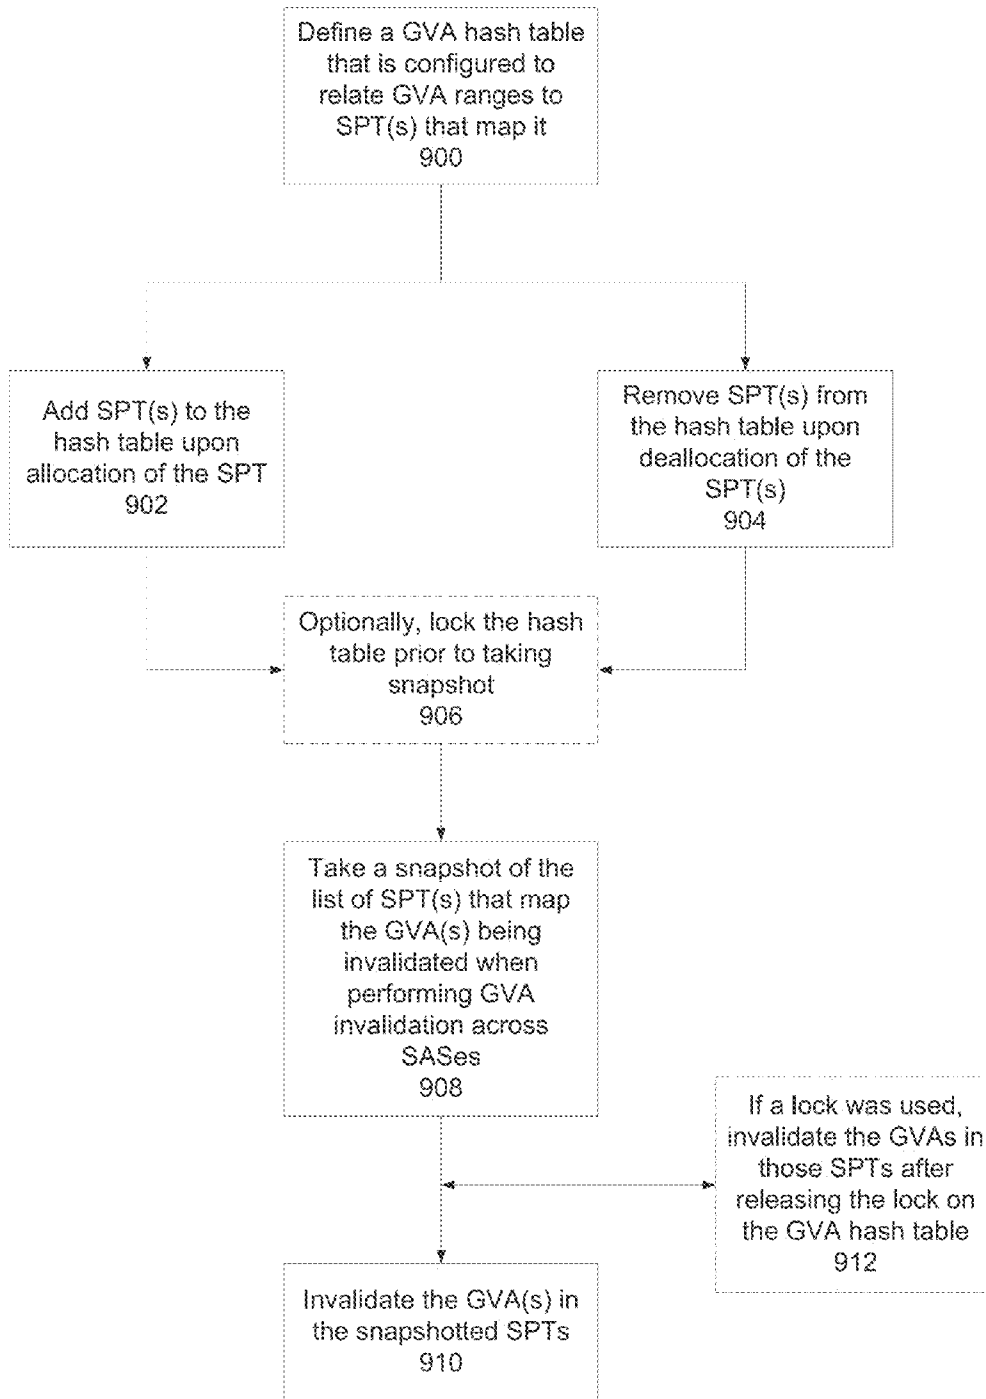 Define a GVA hash table
that is configured to
relate GVA ranges to
SPT(s) that map it
900
Add SPT(s) to the
hash table upon
allocation of the SPT
902
Remove SPT(s) from
the hash table upon
deallocation of the
SPT(s)
904
Optionally, lock the hash
table prior to taking
snapshot
906
Take a snapshot of the
list of SPT(s) that map
the GVA(s) being
invalidated when
performing GVA
invalidation across
SASes
908
If a lock was used,
invalidate the GVAs in
those SPTs after
releasing the lock on
the GVA hash table
912
Invalidate the GVA(s) in
the snapshotted SPTs
910